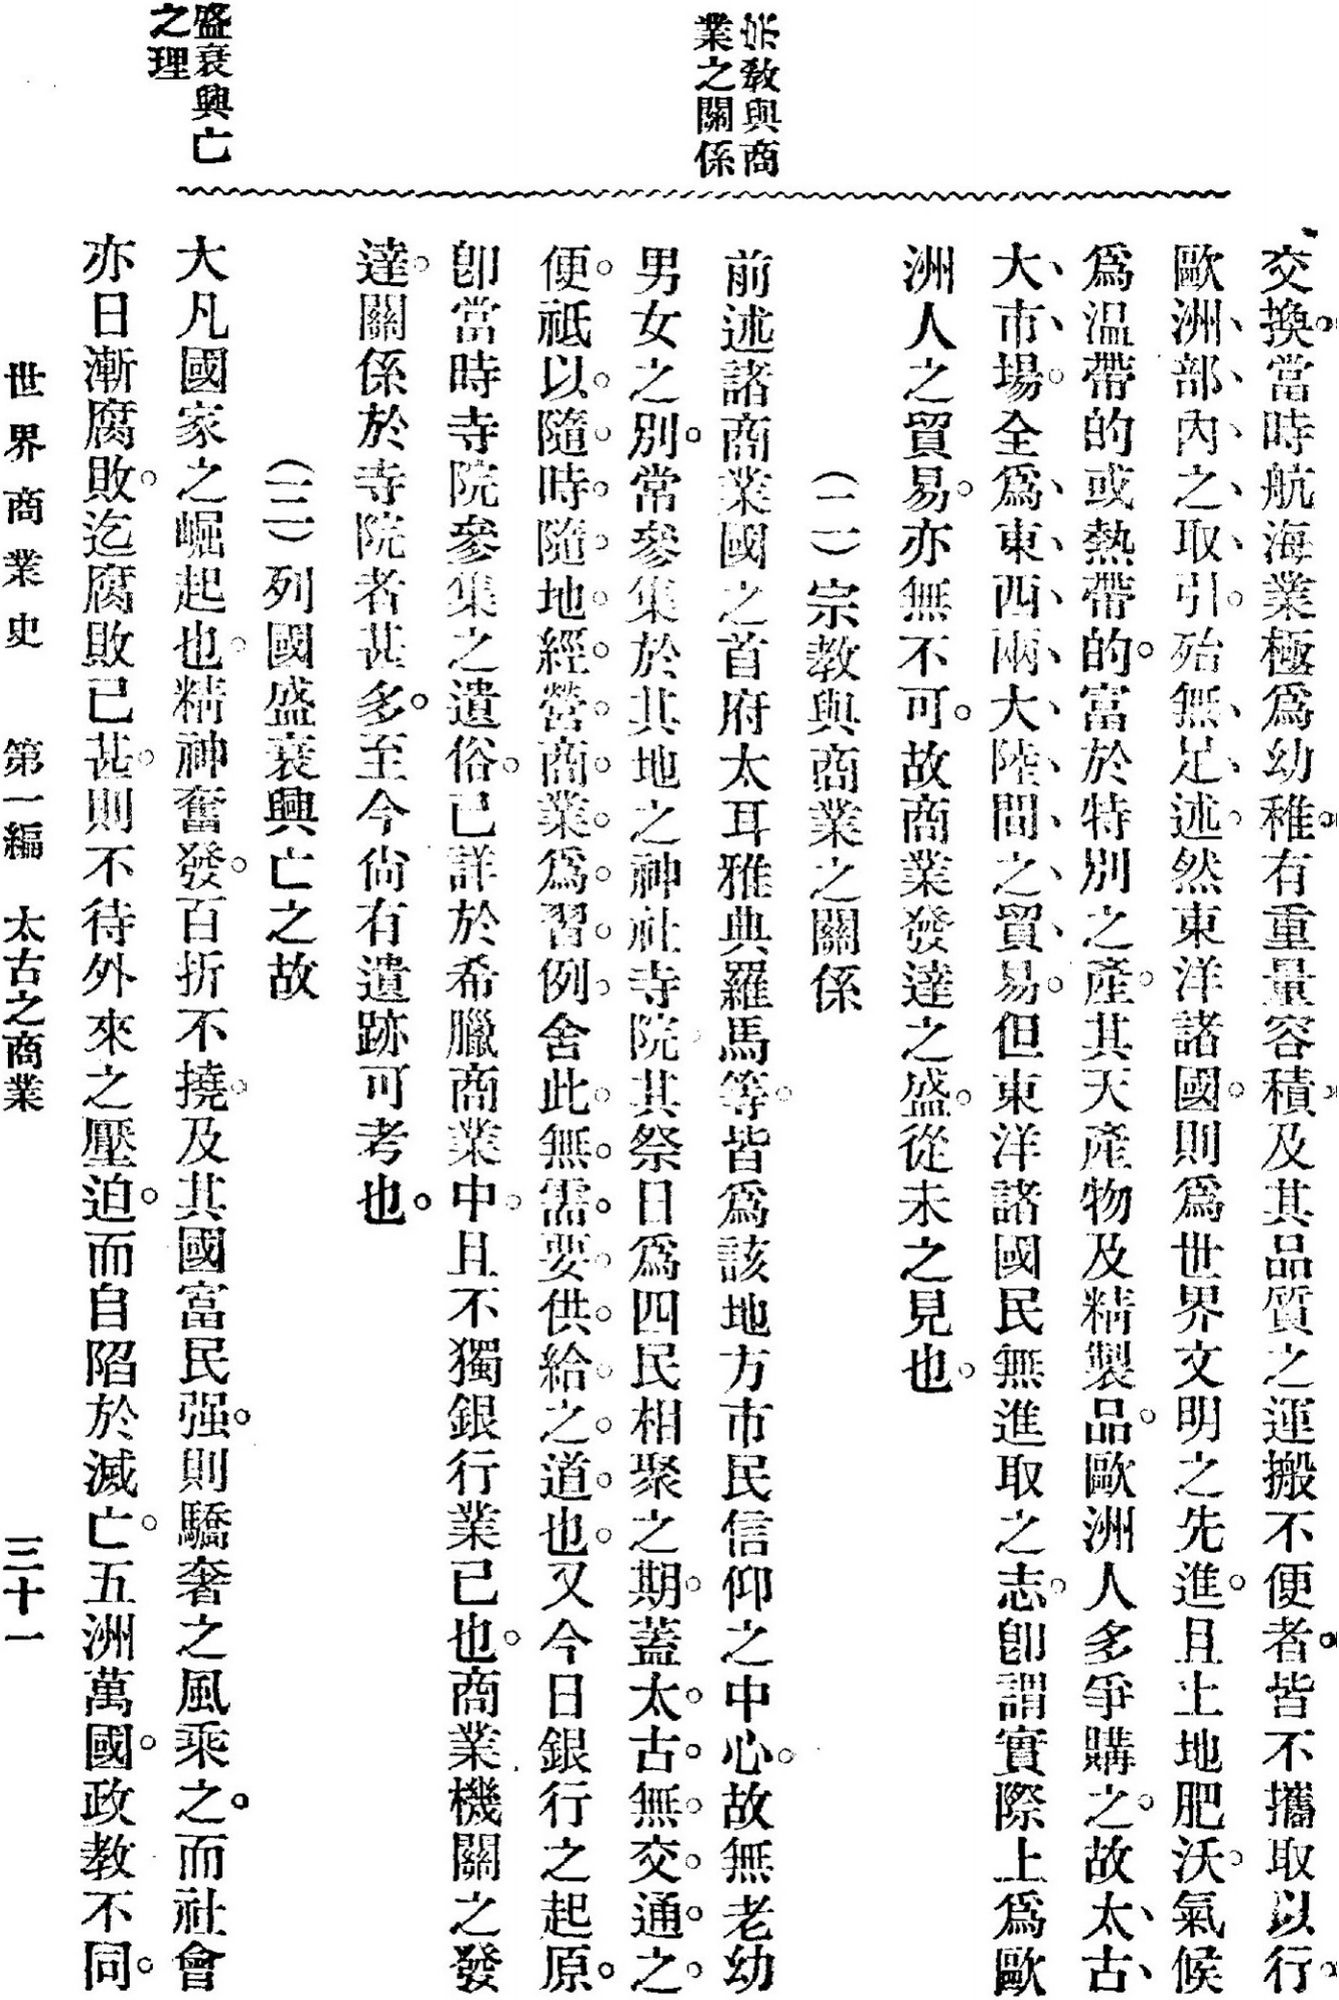 宗教與商
業之關係
盛衰興亡
之理
交換。當時航海業極爲幼稚。有重量容積。及其品質之運搬不便者。皆不攜取以行。
歐洲部內之取引。殆無足述。然東洋諸國。則爲世界文明之先進。且土地肥沃。氣候
爲温帶的或熱帶的。富於特別之產。其天產物及精製品。歐洲人多爭購之。故太古
大市場。全爲東西兩大陸間之貿易。但東洋諸國民無進取之志。卽謂實際上爲歐
洲人之貿易。亦無不可。故商業發達之盛。從未之見也。
(二)宗教與商業之關係
前述諸商業國之首府太耳雅典羅馬等。皆爲該地方市民信仰之中心。故無老幼
男女之別。常參集於其地之神社寺院。其祭日爲四民相聚之期。蓋太古無交通之
便。祗以隨時隨地經營商業爲習例。舍此無需要供給之道也。又今日銀行之起原。
卽當時寺院參集之遺俗。已詳於希臘商業中。且不獨銀行業已也。商業機關之發
達。關係於寺院者甚多。至今尙有遺跡可考也。
(三)列國盛衰興亡之故
大凡國家之崛起也。精神奮發。百折不撓。及其國富民强。則驕奢之風乘之。而社會
亦日漸腐敗。迄腐敗已甚。則不待外來之壓迫。而自陷於滅亡。五洲萬國。政教不同。
世界商業史　第一編　太古之商業　三十一